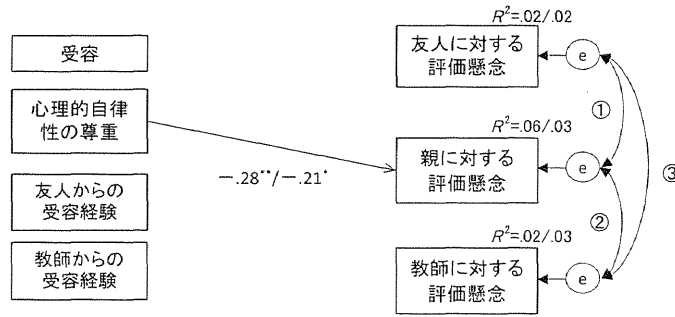 受容
心理的自律
性の尊重
友人からの
受容経験
教師からの
受容経験
－.28**/－.21*
R²=.02/.02
友人に対する
評価懸念
e
R²=.06/.03
親に対する
評価懸念
e
R²=.02/.03
教師に対する
評価懸念
e
①
②
③